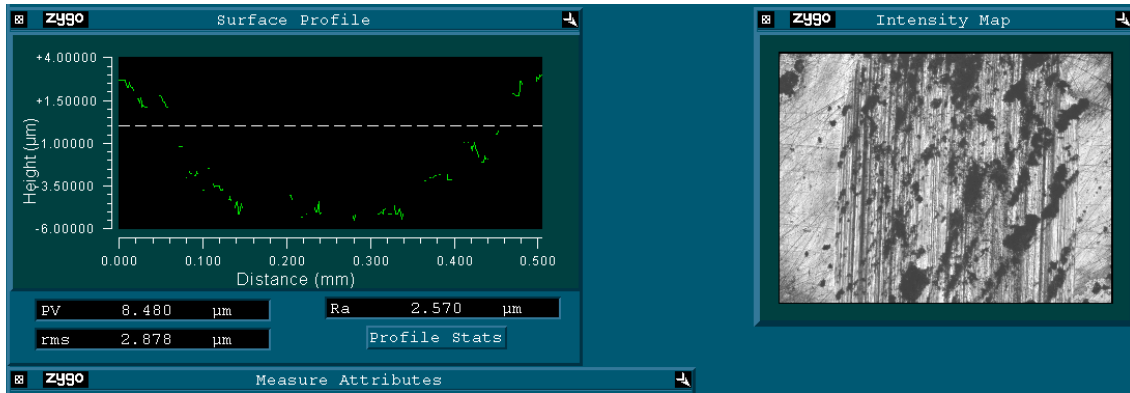 zygo Surface Profile
+4.00000
+1.50000
-1.00000
-3.50000
-6.00000
Height (µm)
0.000 0.100 0.200 0.300 0.400 0.500
Distance (mm)
PV 8.480 µm
Ra 2.570 µm
rms 2.878 µm
Profile Stats
zygo Intensity Map
zygo Measure Attributes